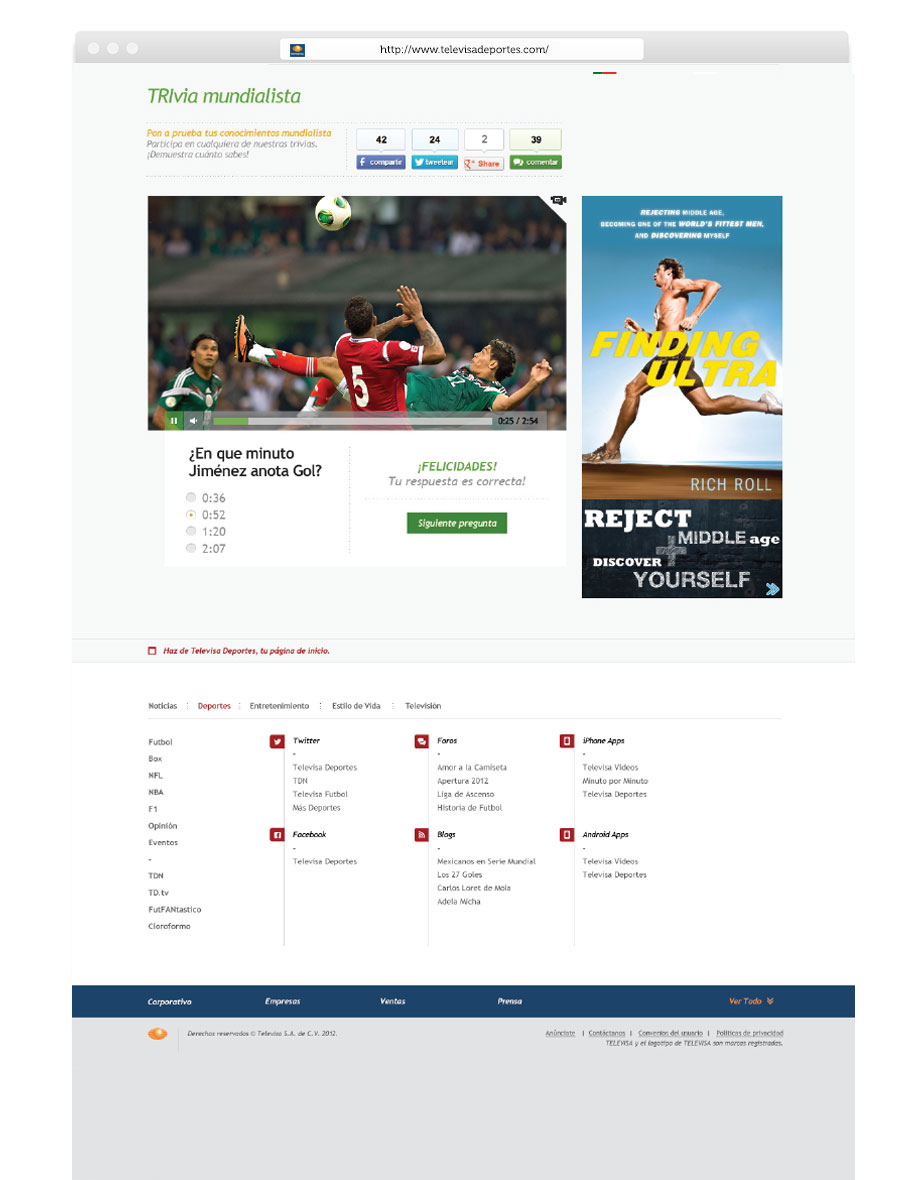 http://www.televisadeportes.com/
TRIvia mundialista
Pon a prueba tus conocimientos mundialista
Participa en cualquiera de nuestras trivias.
¡Demuestra cuánto sabes!
42 24 2 39
compartir tweetear Share comentar
REJECTING MIDDLE AGE,
BECOMING ONE OF THE WORLD'S FITTEST MEN,
AND DISCOVERING MYSELF
FINDING
ULTRA
RICH ROLL
REJECT
MIDDLE age
DISCOVER
YOURSELF
5
0:25 / 2:54
¿En que minuto
Jiménez anota Gol?
0:36
0:52
1:20
2:07
¡FELICIDADES!
Tu respuesta es correcta!
Siguiente pregunta
Haz de Televisa Deportes, tu página de inicio.
Noticias : Deportes : Entretenimiento : Estilo de Vida : Televisión
Futbol
Box
NFL
NBA
F1
Opinión
Eventos
-
TDN
TD.tv
FutFANtastico
Cloroformo
Twitter
-
Televisa Deportes
TDN
Televisa Futbol
Más Deportes
Facebook
-
Televisa Deportes
Foros
-
Amor a la Camiseta
Apertura 2012
Liga de Ascenso
Historia de Futbol
Blogs
-
Mexicanos en Serie Mundial
Los 27 Goles
Carlos Loret de Mola
Adela Micha
iPhone Apps
-
Televisa Videos
Minuto por Minuto
Televisa Deportes
Android Apps
-
Televisa Videos
Televisa Deportes
Corporativo Empresas Ventas Prensa Ver Todo
Derechos reservados © Televisa S.A. de C.V. 2012.
Anúnciate | Contáctanos | Convenios del usuario | Políticas de privacidad
TELEVISA y el logotipo de TELEVISA son marcas registradas.